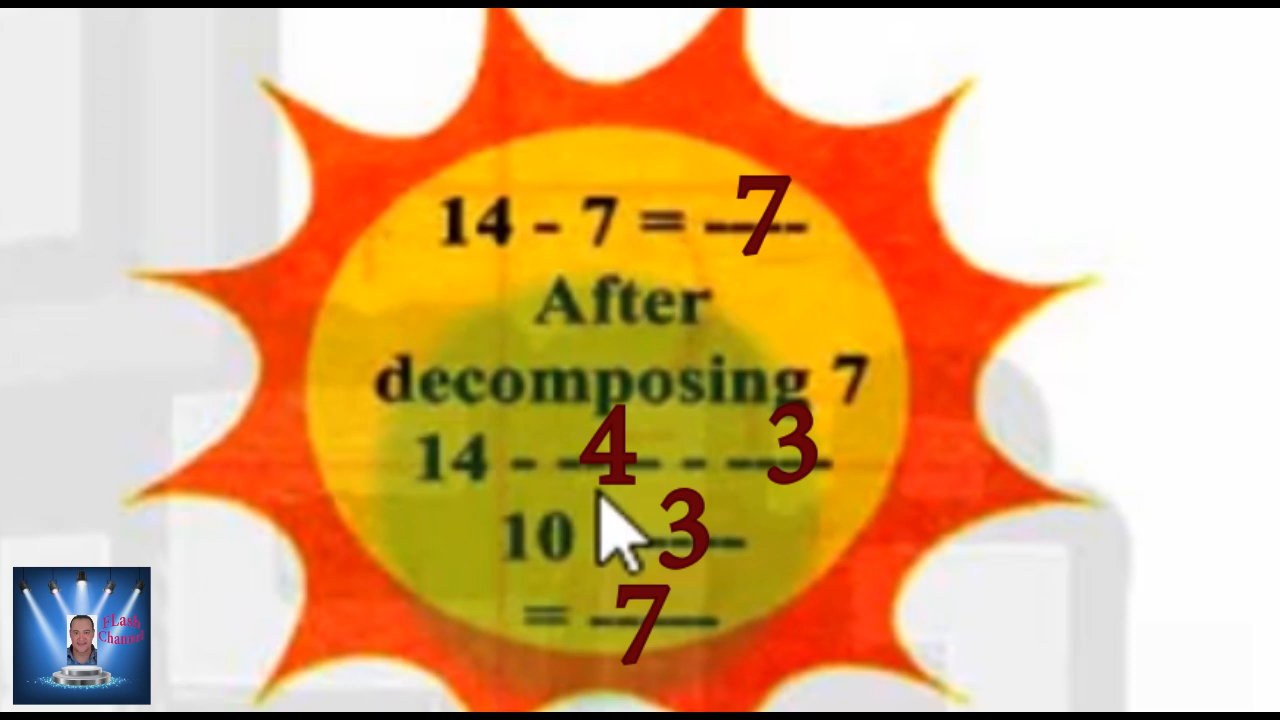 14 - 7 = 7
After
decomposing 7
14 - 4 - 3
10 3
= 7
FLash
Channel